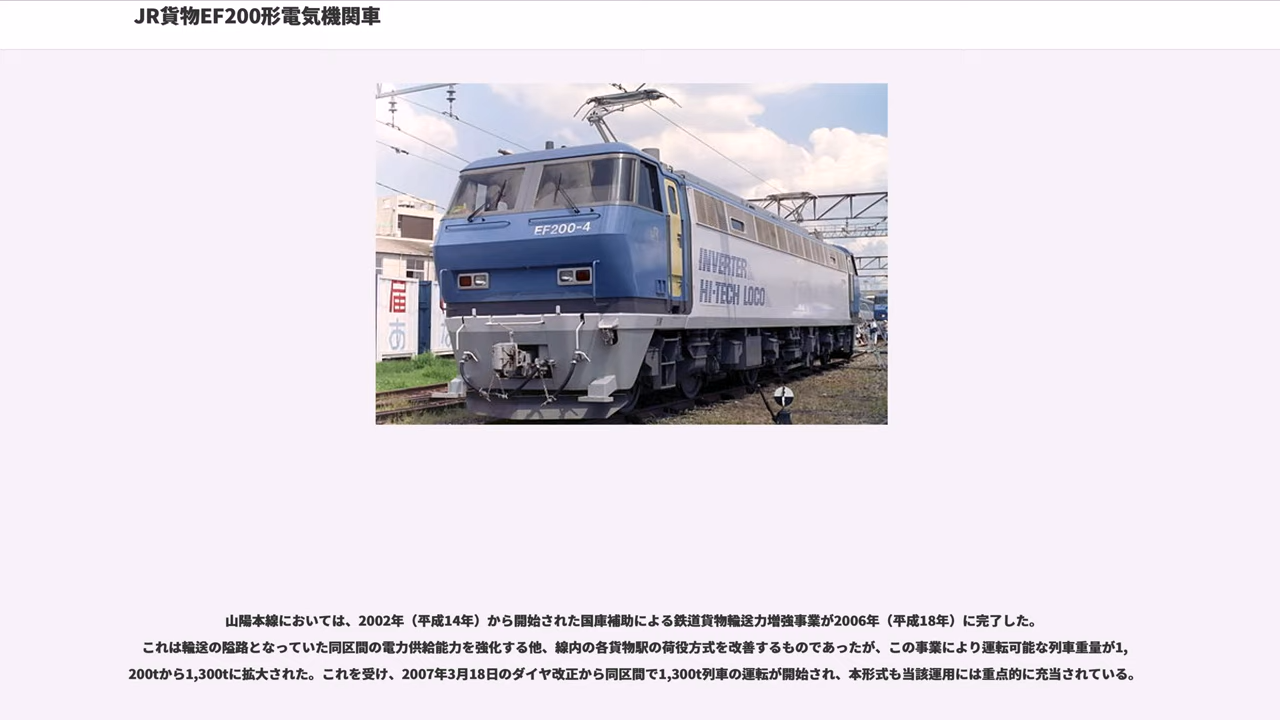 JR貨物EF200形電気機関車
EF200-4
INVERTER
HI-TECH LOCO
雇
あ
山陽本線においては、2002年（平成14年）から開始された国庫補助による鉄道貨物輸送力増強事業が2006年（平成18年）に完了した。
これは輸送の隘路となっていた同区間の電力供給能力を強化する他、線内の各貨物駅の荷役方式を改善するものであったが、この事業により運転可能な列車重量が1,
200tから1,300tに拡大された。これを受け、2007年3月18日のダイヤ改正から同区間で1,300t列車の運転が開始され、本形式も当該運用には重点的に充当されている。